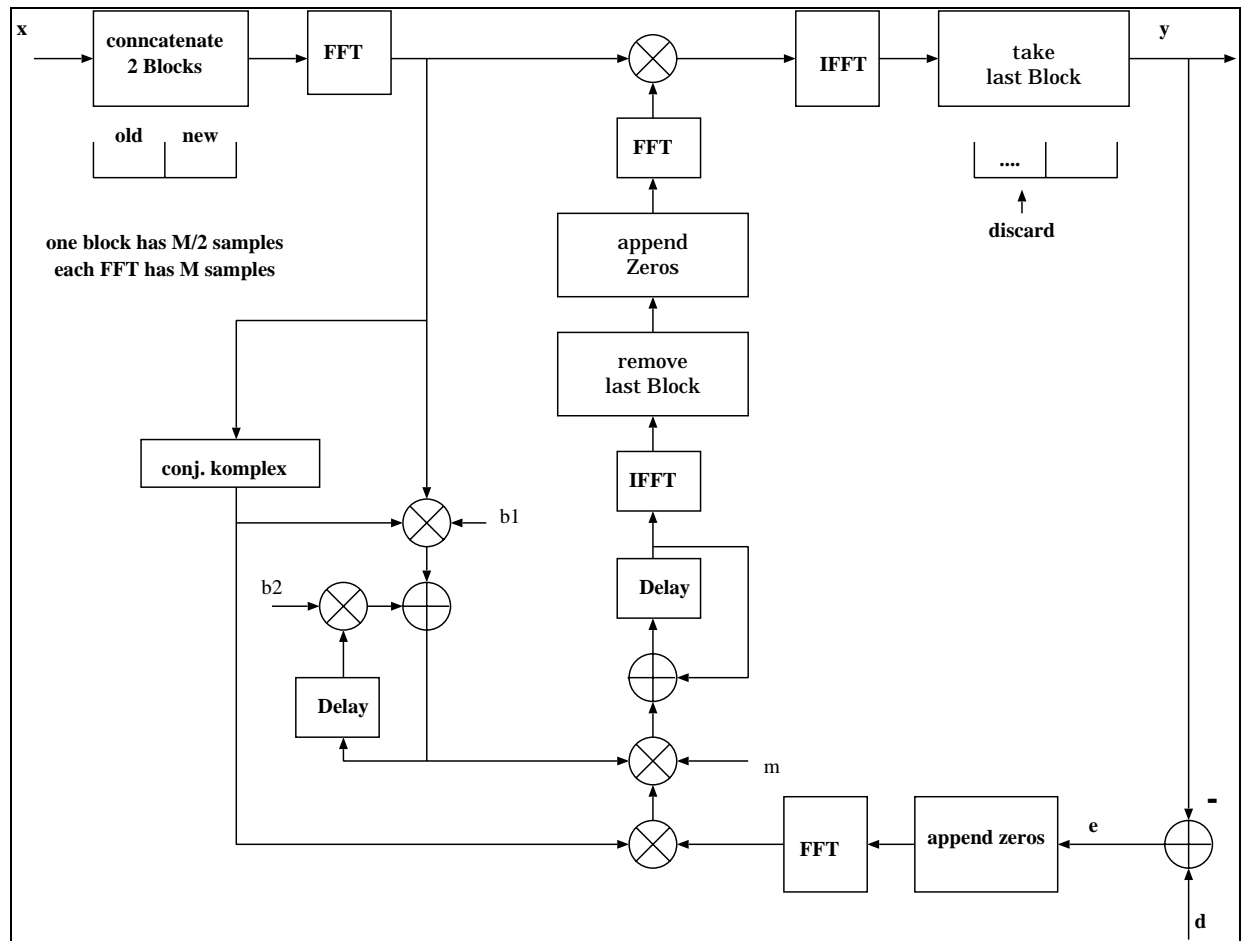 x
conncatenate
2 Blocks
FFT
IFFT
take
last Block
y
old
new
FFT
....
discard
one block has M/2 samples
each FFT has M samples
append
Zeros
remove
last Block
conj. komplex
IFFT
b1
b2
Delay
Delay
m
-
FFT
append zeros
e
d